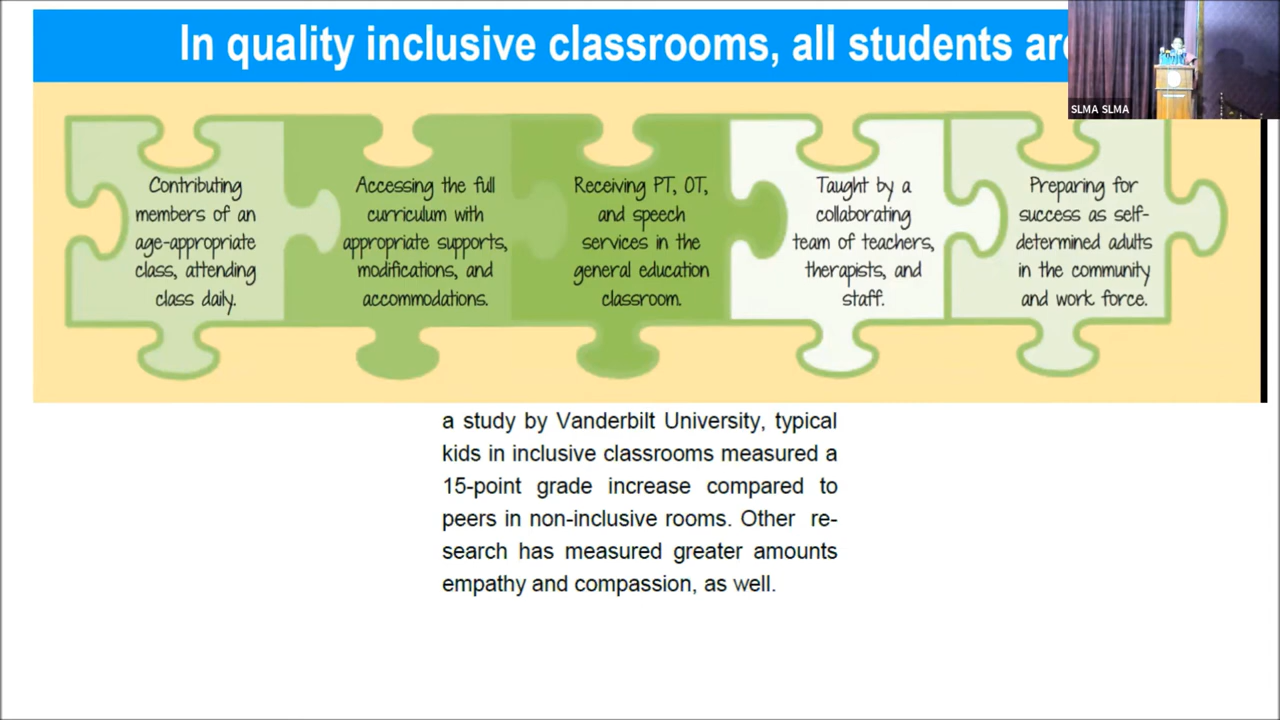 In quality inclusive classrooms, all students are
SLMA SLMA
Contributing
members of an
age-appropriate
class, attending
class daily.
Accessing the full
curriculum with
appropriate supports,
modifications, and
accommodations.
Receiving PT, OT,
and speech
services in the
general education
classroom.
Taught by a
collaborating
team of teachers,
therapists, and
staff.
Preparing for
success as self-
determined adults
in the community
and work force.
a study by Vanderbilt University, typical
kids in inclusive classrooms measured a
15-point grade increase compared to
peers in non-inclusive rooms. Other re-
search has measured greater amounts
empathy and compassion, as well.